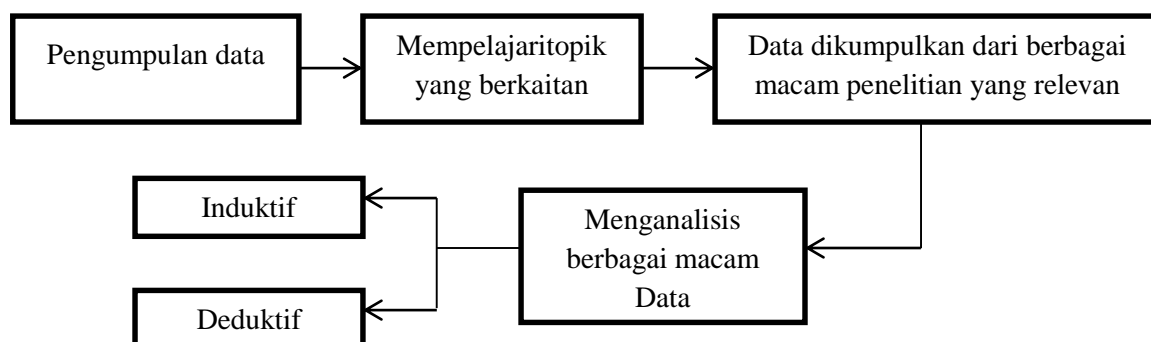 Pengumpulan data
Mempelajaritopik
yang berkaitan
Data dikumpulkan dari berbagai
macam penelitian yang relevan
Menganalisis
berbagai macam
Data
Induktif
Deduktif